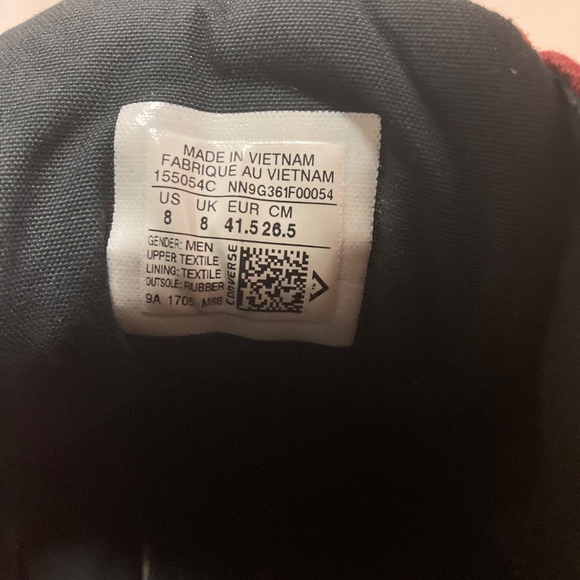 MADE IN VIETNAM
FABRIQUE AU VIETNAM
155054C NN9G361F00054
US UK EUR CM
8 8 41.5 26.5
GENDER: MEN
UPPER TEXTILE
LINING: TEXTILE
OUTSOLE: RUBBER
9A 1705 M88
CONVERSE